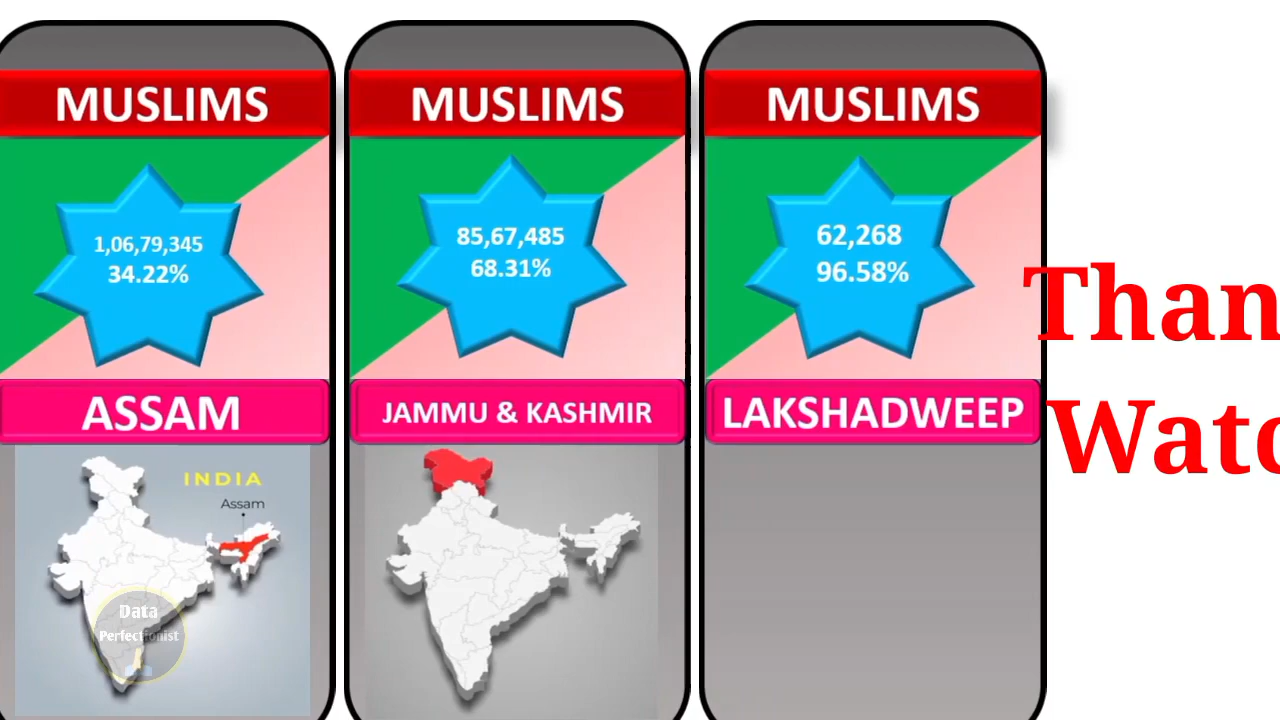 MUSLIMS
1,06,79,345
34.22%
ASSAM
INDIA
Assam
Data
Perfectionist
MUSLIMS
85,67,485
68.31%
JAMMU & KASHMIR
MUSLIMS
62,268
96.58%
LAKSHADWEEP
Than
Watc